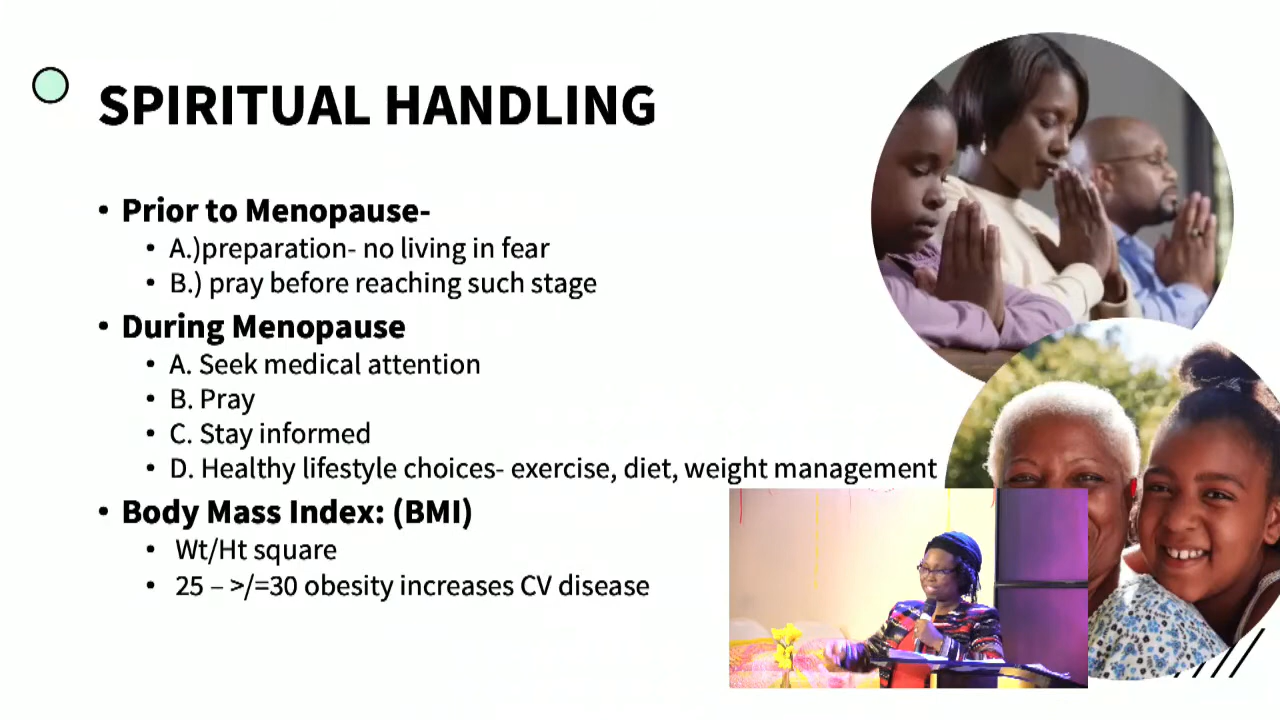 SPIRITUAL HANDLING
• Prior to Menopause-
• A.)preparation- no living in fear
• B.) pray before reaching such stage
• During Menopause
• A. Seek medical attention
• B. Pray
• C. Stay informed
• D. Healthy lifestyle choices- exercise, diet, weight management
• Body Mass Index: (BMI)
• Wt/Ht square
• 25 – >/=30 obesity increases CV disease